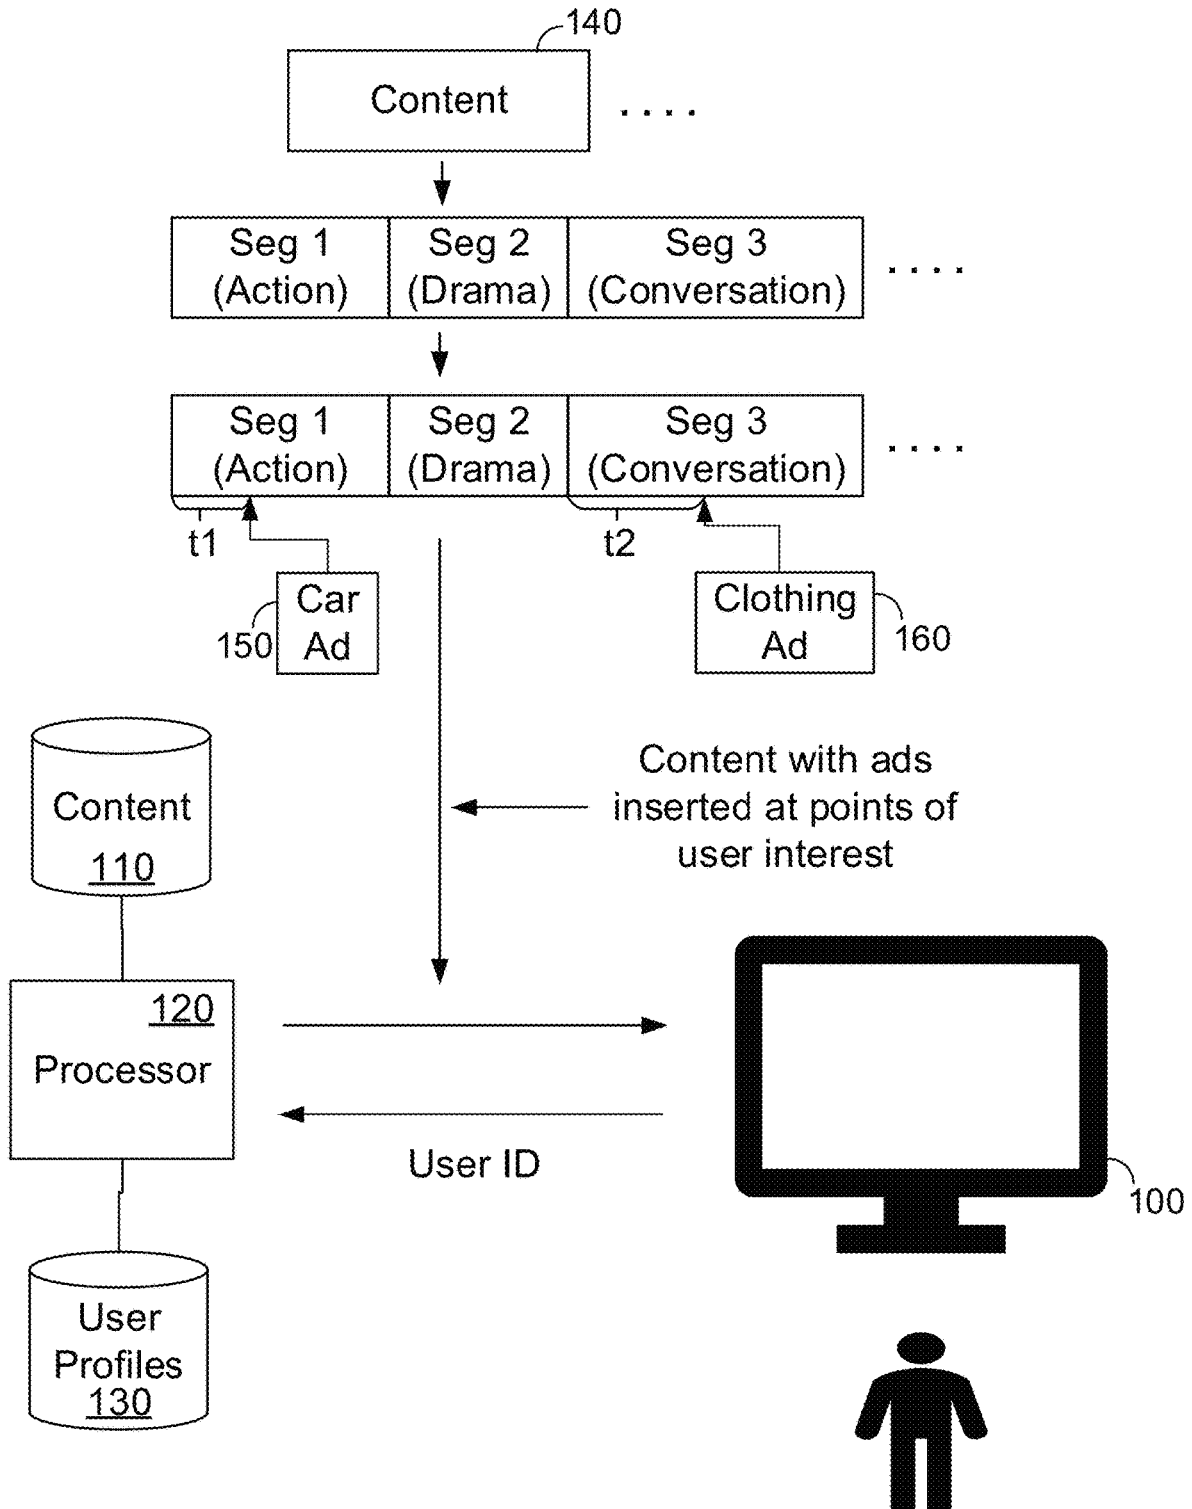 140
Content
. . . .
Seg 1
(Action)
Seg 2
(Drama)
Seg 3
(Conversation)
. . . .
Seg 1
(Action)
Seg 2
(Drama)
Seg 3
(Conversation)
. . . .
t1
t2
Car
Ad
150
Clothing
Ad
160
Content with ads
inserted at points of
user interest
Content
110
120
Processor
User ID
100
User
Profiles
130